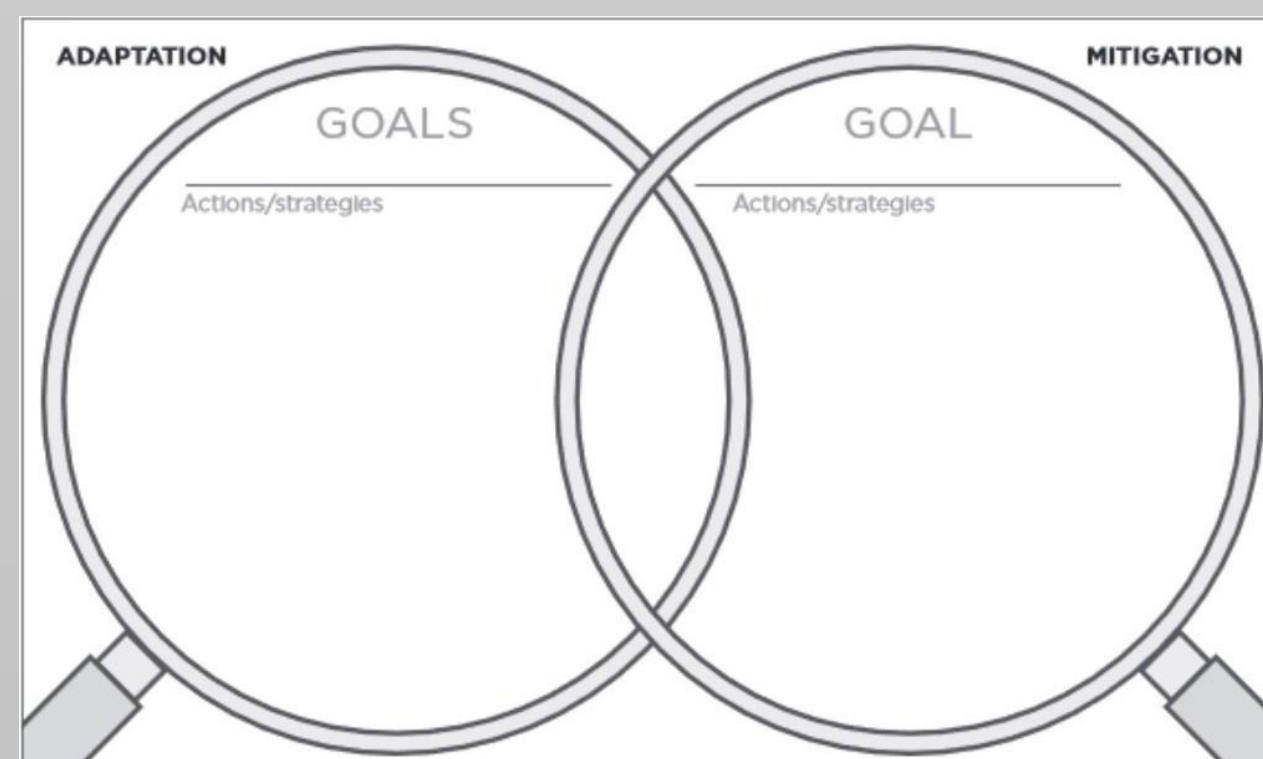 ADAPTATION
MITIGATION
GOALS
GOAL
Actions/strategies
Actions/strategies